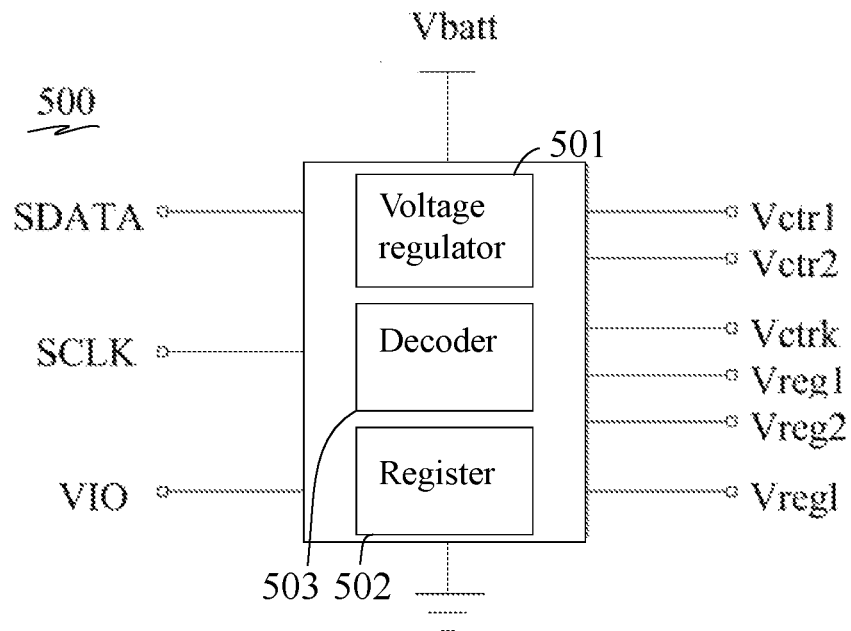 Vbatt
500
501
SDATA
Voltage
regulator
Vctr1
Vctr2
SCLK
Decoder
Vctrk
Vreg1
Vreg2
VIO
Register
Vregl
503
502